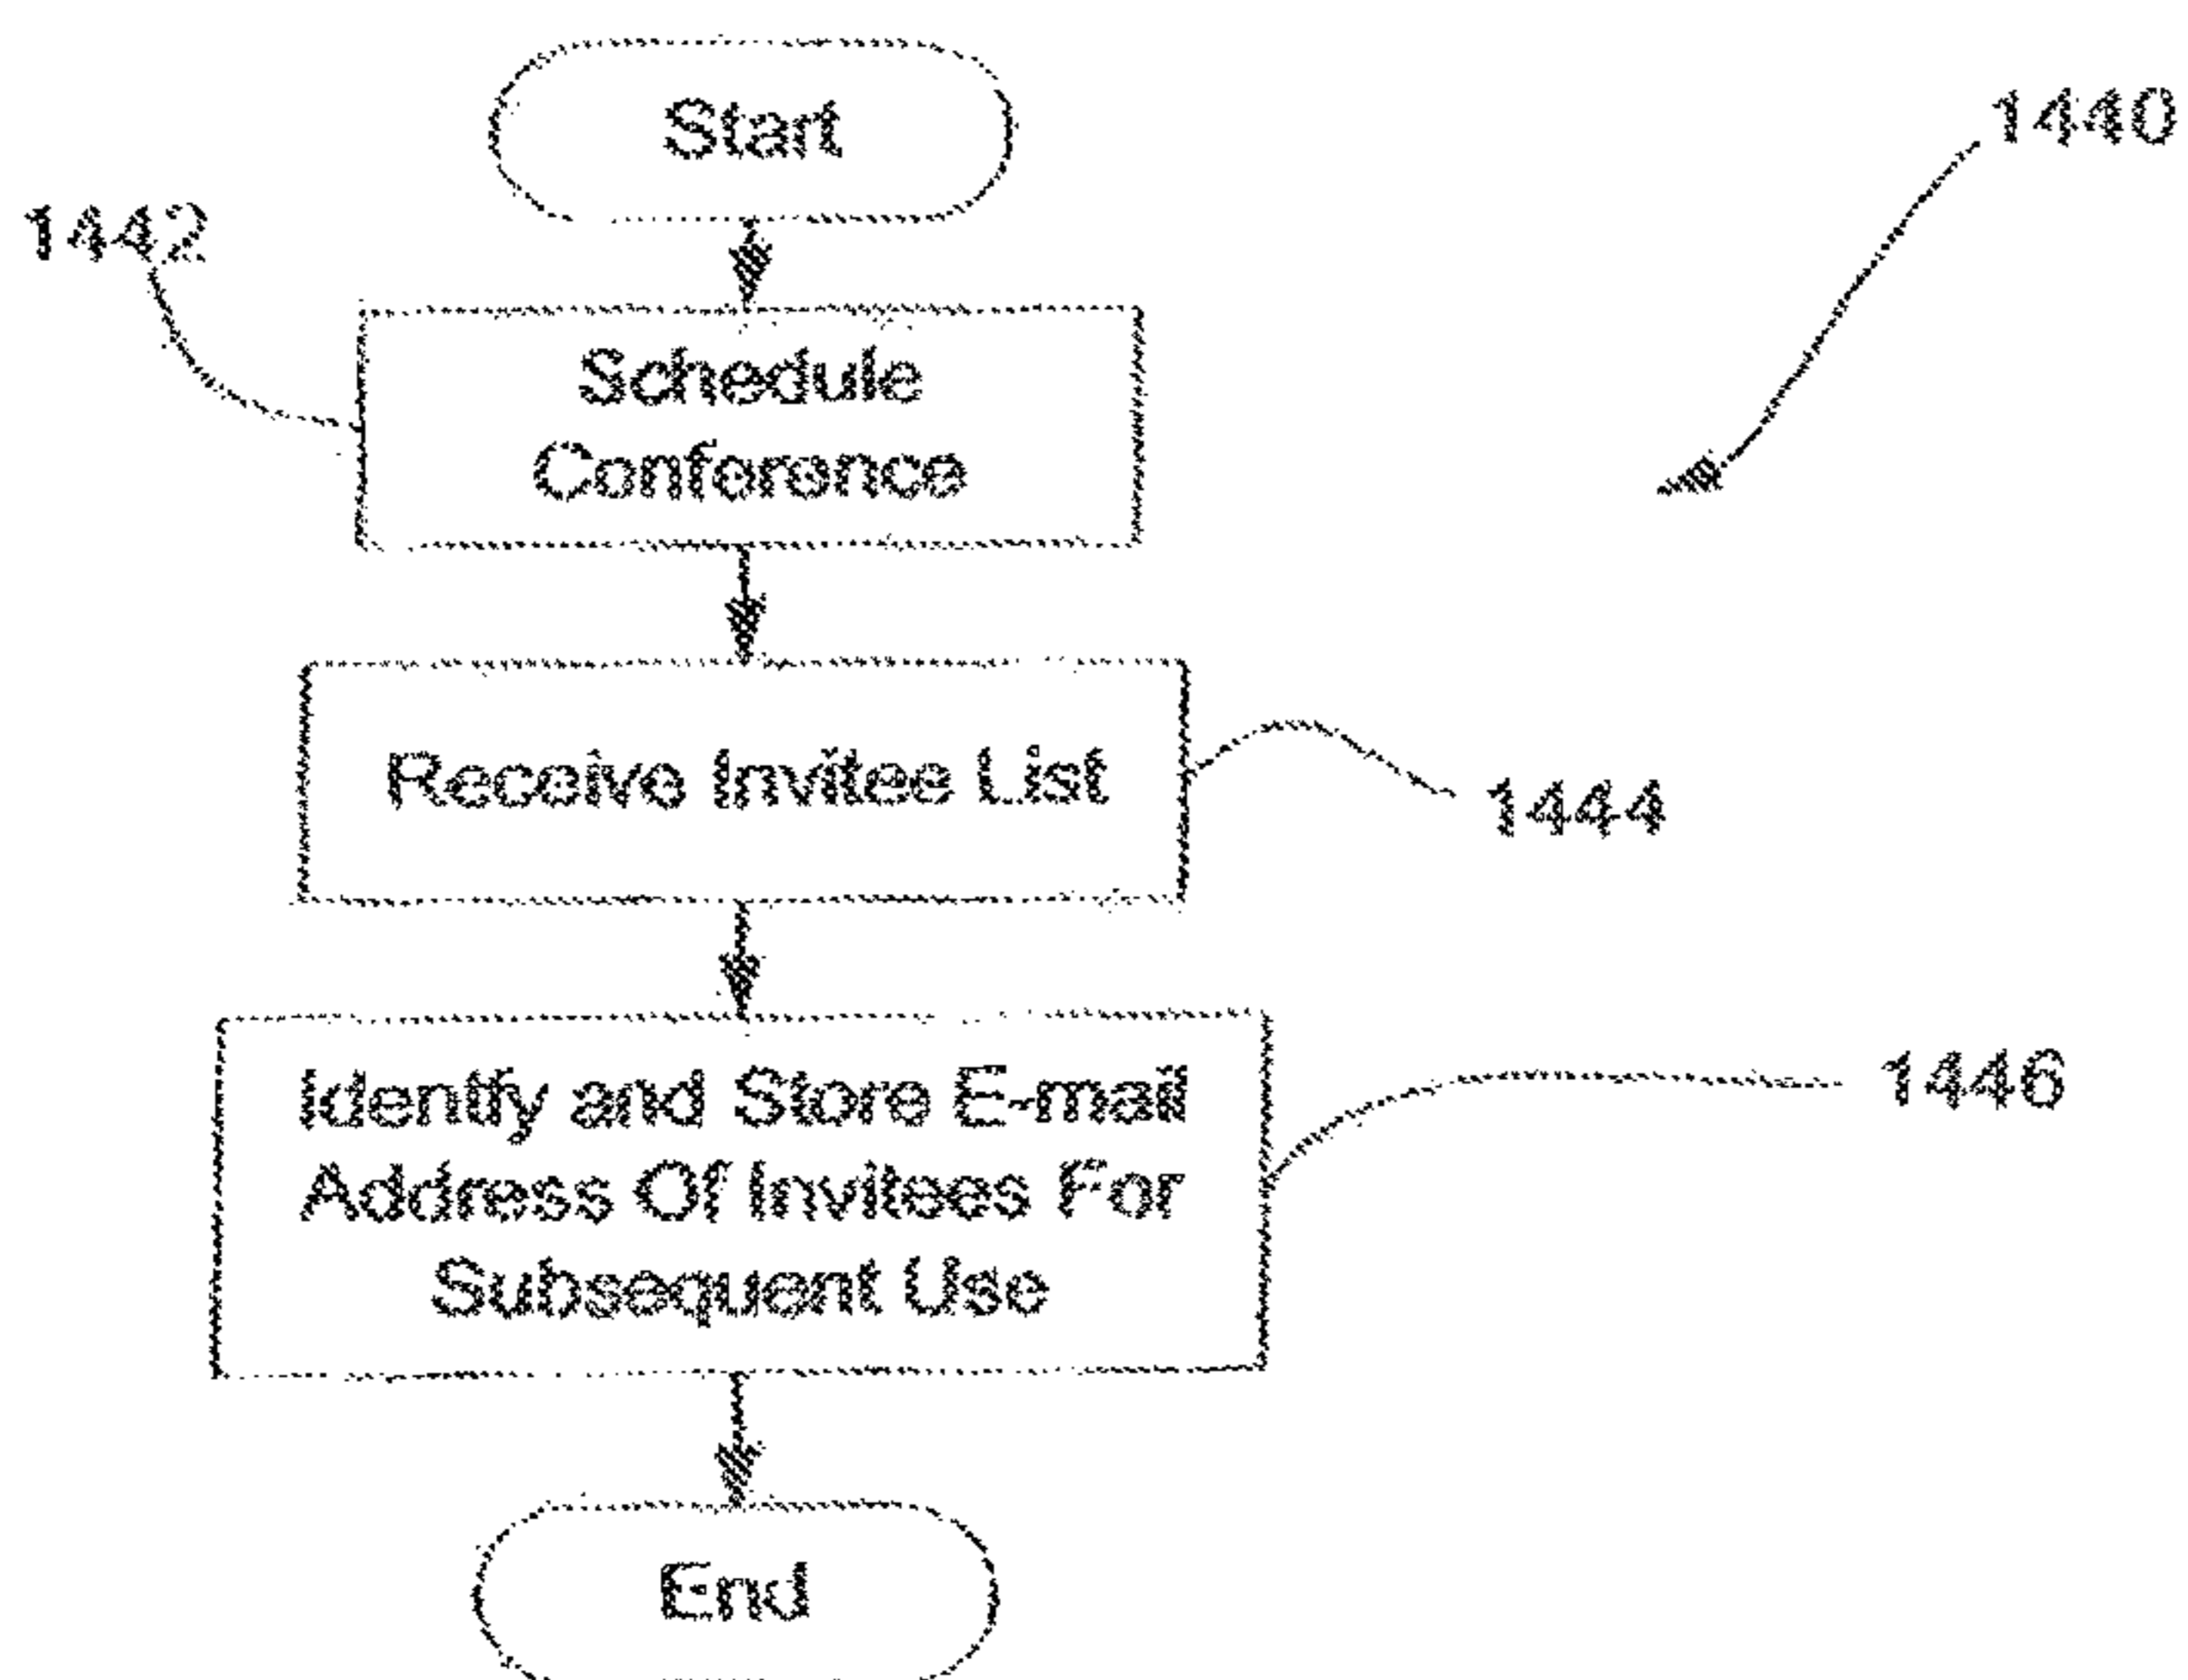 Start
1440
1442
Schedule
Conference
Receive Invitee List
1444
Identify and Store E-mail
1446
Address Of Invitees For
Subsequent Use
End